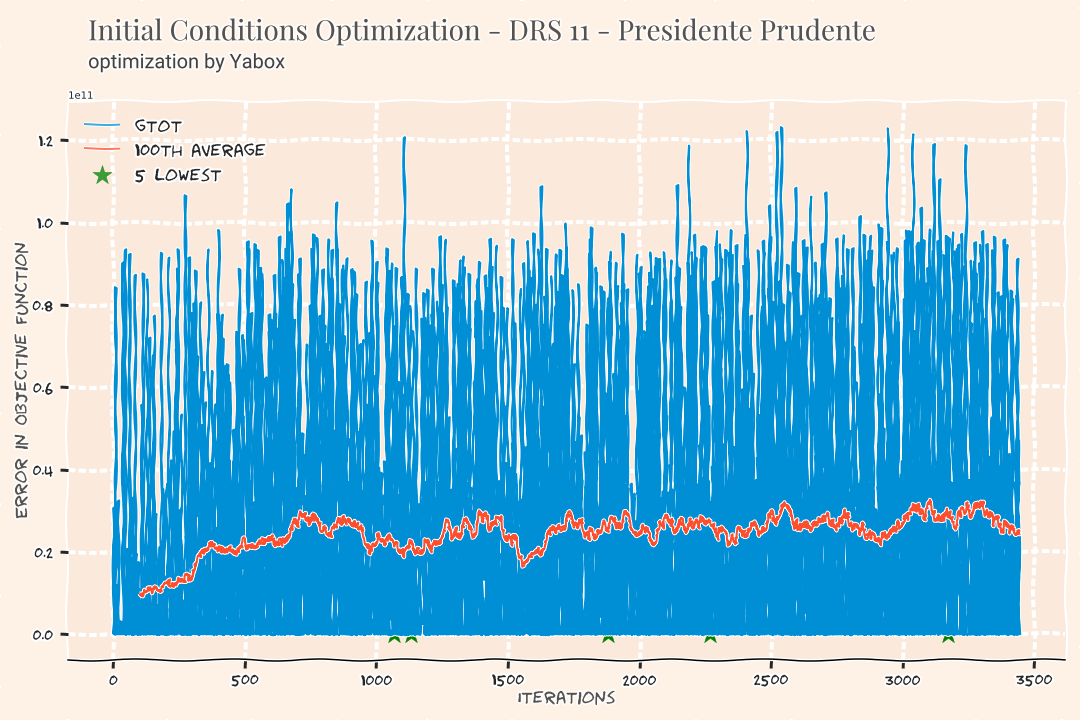 Initial Conditions Optimization - DRS 11 - Presidente Prudente
optimization by Yabox
1e11
GTOT
100TH AVERAGE
5 LOWEST
1.2
1.0
0.8
0.6
0.4
0.2
0.0
ERROR IN OBJECTIVE FUNCTION
0 500 1000 1500 2000 2500 3000 3500
ITERATIONS